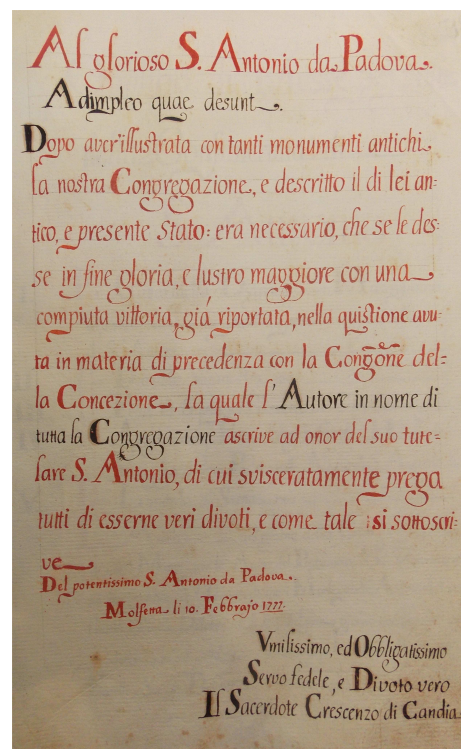 Al glorioso S. Antonio da Padova.
Adimpleo quae desunt.
Dopo aver'illustrata con tanti monumenti antichi
la nostra Congregazione, e descritto il di lei an=
tico, e presente Stato: era necessario, che se le des=
se in fine gloria, e lustro maggiore con una
compiuta vittoria, già riportata, nella quistione avu=
ta in materia di precedenza con la Congōne del=
la Concezione, la quale l'Autore in nome di
tutta la Congregazione ascrive ad onor del suo tute=
lare S. Antonio, di cui svisceratamente prega
tutti di esserne veri divoti, e come tale si sottoscri=
ve
Del potentissimo S. Antonio da Padova.
Molfetta li 10. Febbrajo 1777.
Vmilissimo, ed Obbligatissimo
Servo fedele, e Divoto vero
Il Sacerdote Crescenzo di Candia